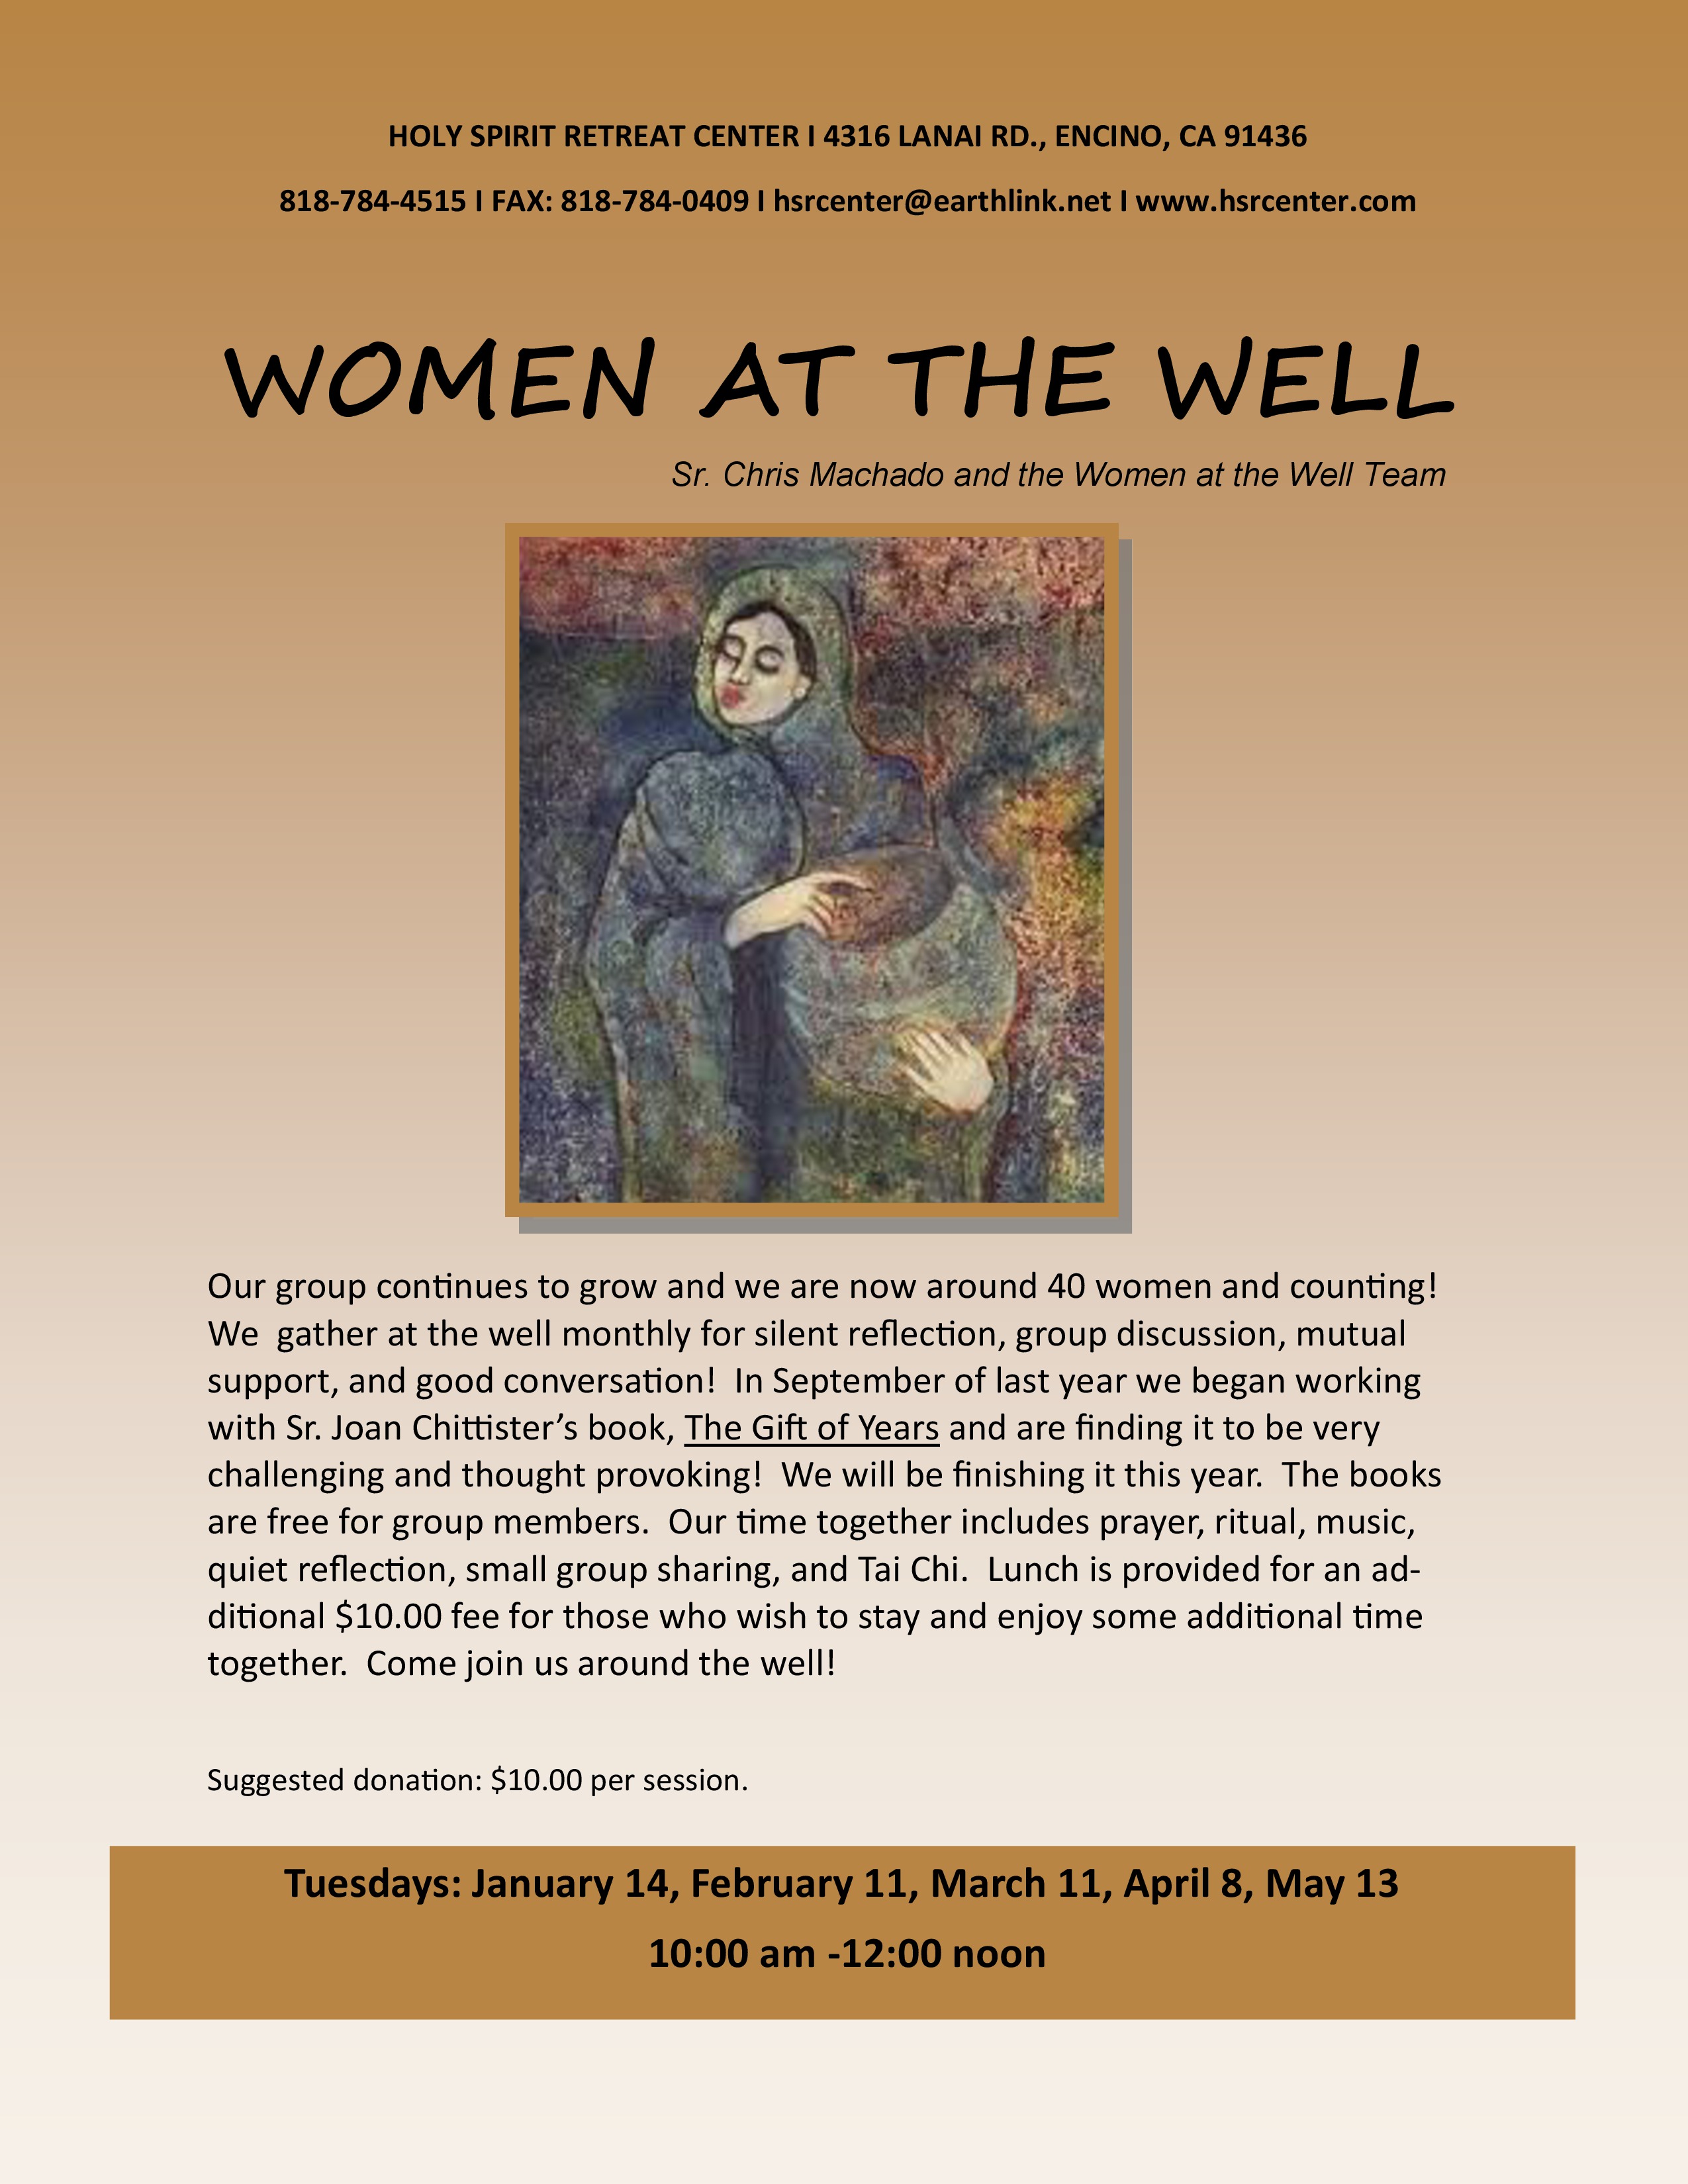 HOLY SPIRIT RETREAT CENTER I 4316 LANAI RD., ENCINO, CA 91436
818-784-4515 I FAX: 818-784-0409 I hsrcenter@earthlink.net I www.hsrcenter.com
WOMEN AT THE WELL
Sr. Chris Machado and the Women at the Well Team
Our group continues to grow and we are now around 40 women and counting!
We  gather at the well monthly for silent reflection, group discussion, mutual
support, and good conversation!  In September of last year we began working
with Sr. Joan Chittister’s book, The Gift of Years and are finding it to be very
challenging and thought provoking!  We will be finishing it this year.  The books
are free for group members.  Our time together includes prayer, ritual, music,
quiet reflection, small group sharing, and Tai Chi.  Lunch is provided for an ad-
ditional $10.00 fee for those who wish to stay and enjoy some additional time
together.  Come join us around the well!
Suggested donation: $10.00 per session.
Tuesdays: January 14, February 11, March 11, April 8, May 13
10:00 am -12:00 noon